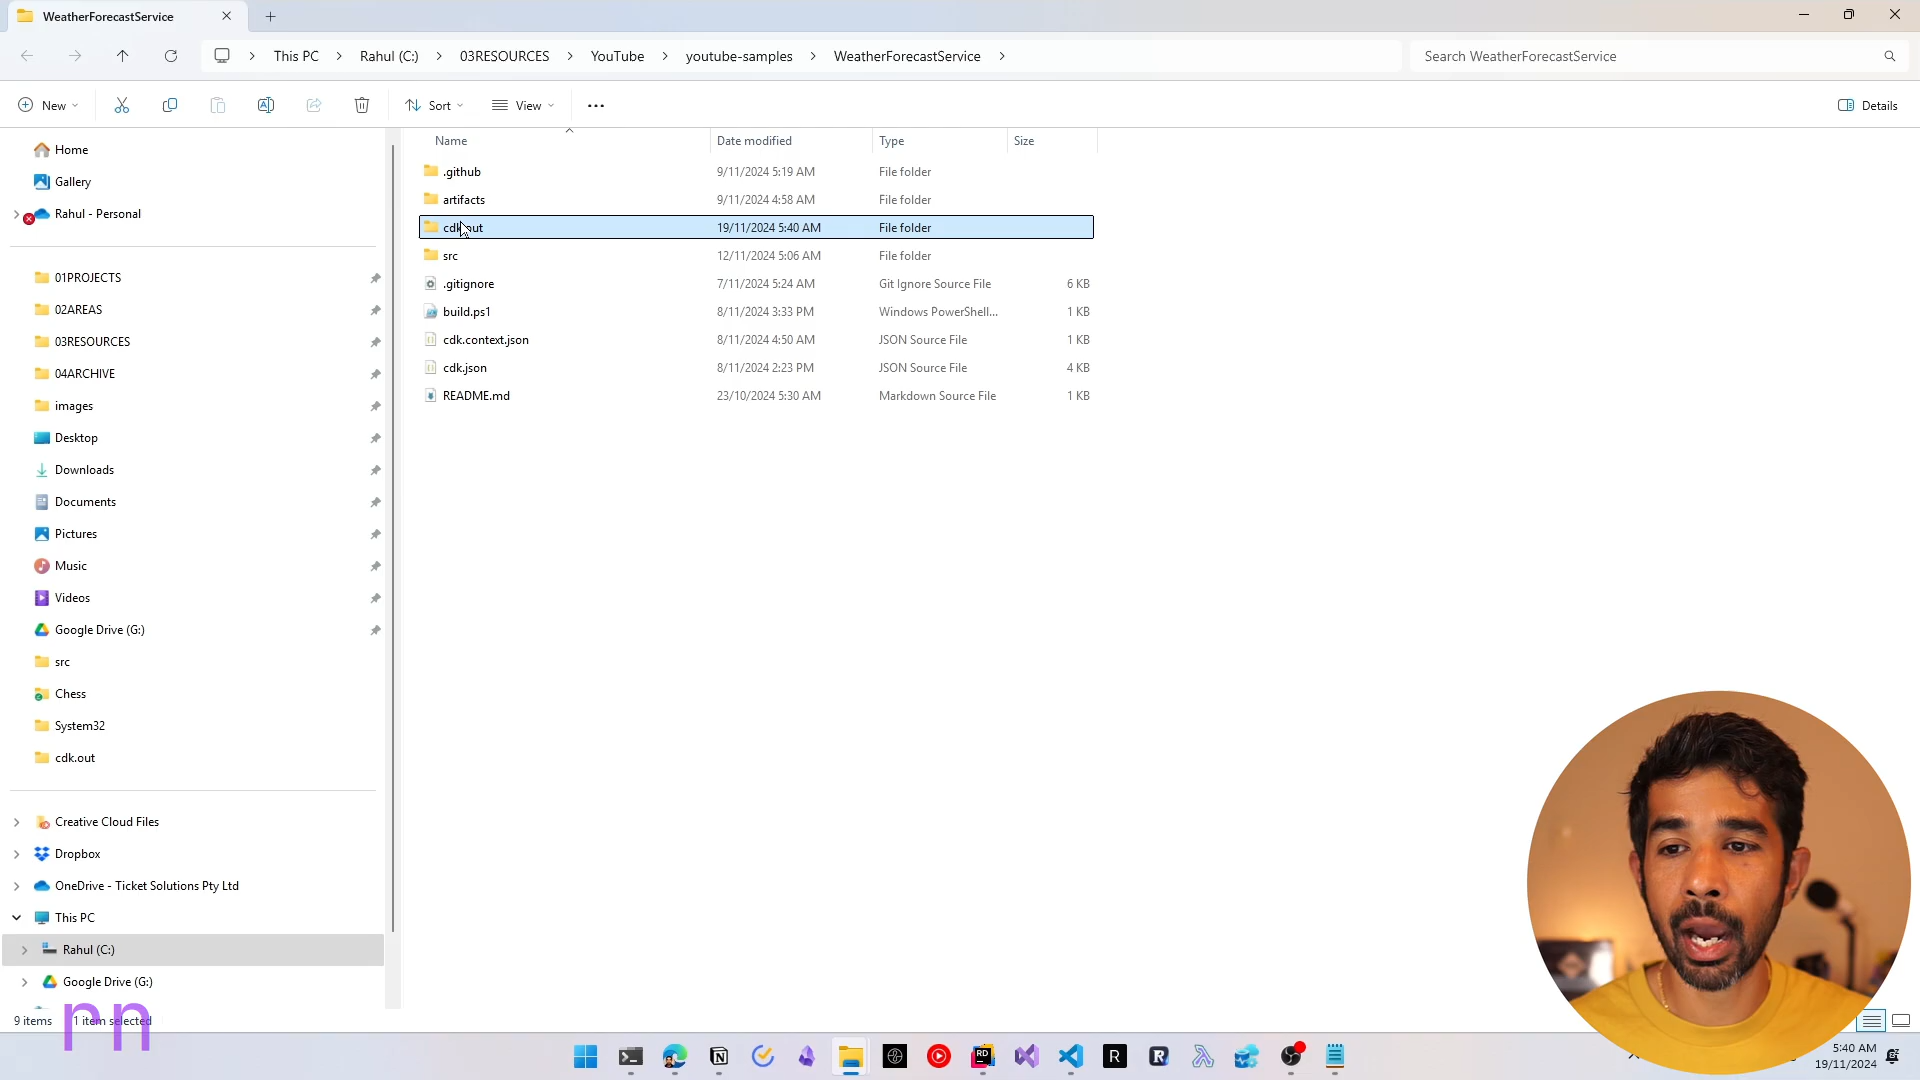 WeatherForecastService
This PC
Rahul (C:)
03RESOURCES
YouTube
youtube-samples
WeatherForecastService
Search WeatherForecastService
New
Sort
View
Details
Name
Date modified
Type
Size
.github
9/11/2024 5:19 AM
File folder
artifacts
9/11/2024 4:58 AM
File folder
cdk.out
19/11/2024 5:40 AM
File folder
src
12/11/2024 5:06 AM
File folder
.gitignore
7/11/2024 5:24 AM
Git Ignore Source File
6 KB
build.ps1
8/11/2024 3:33 PM
Windows PowerShell...
1 KB
cdk.context.json
8/11/2024 4:50 AM
JSON Source File
1 KB
cdk.json
8/11/2024 2:23 PM
JSON Source File
4 KB
README.md
23/10/2024 5:30 AM
Markdown Source File
1 KB
Home
Gallery
Rahul - Personal
01PROJECTS
02AREAS
03RESOURCES
04ARCHIVE
images
Desktop
Downloads
Documents
Pictures
Music
Videos
Google Drive (G:)
src
Chess
System32
cdk.out
Creative Cloud Files
Dropbox
OneDrive - Ticket Solutions Pty Ltd
This PC
Rahul (C:)
Google Drive (G:)
9 items
1 item selected
rn
RD
R
R
5:40 AM
19/11/2024